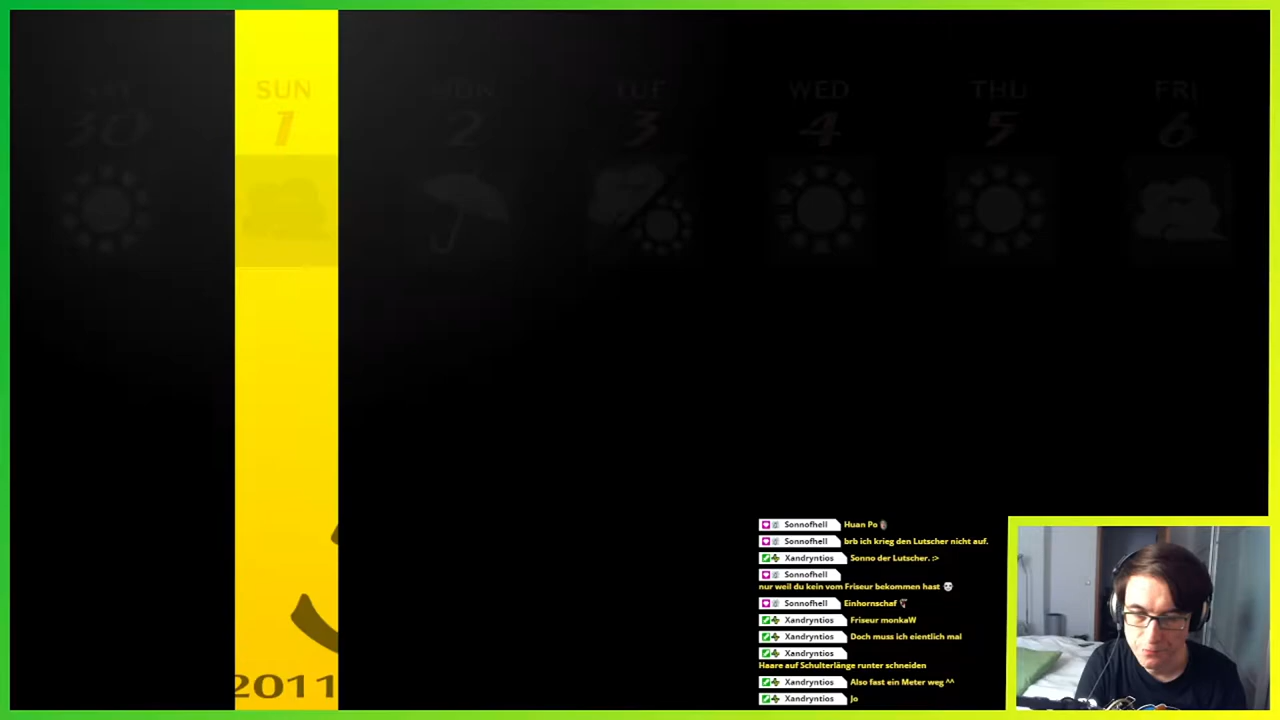 SAT SUN MON TUE WED THU FRI
30 1 2 3 4 5 6
2011
Sonnofhell Huan Po
Sonnofhell brb ich krieg den Lutscher nicht auf.
Xandryntios Sonno der Lutscher. :>
Sonnofhell
nur weil du kein vom Friseur bekommen hast
Sonnofhell Einhornschaf
Xandryntios Friseur monkaW
Xandryntios Doch muss ich eientlich mal
Xandryntios
Haare auf Schulterlänge runter schneiden
Xandryntios Also fast ein Meter weg ^^
Xandryntios Jo